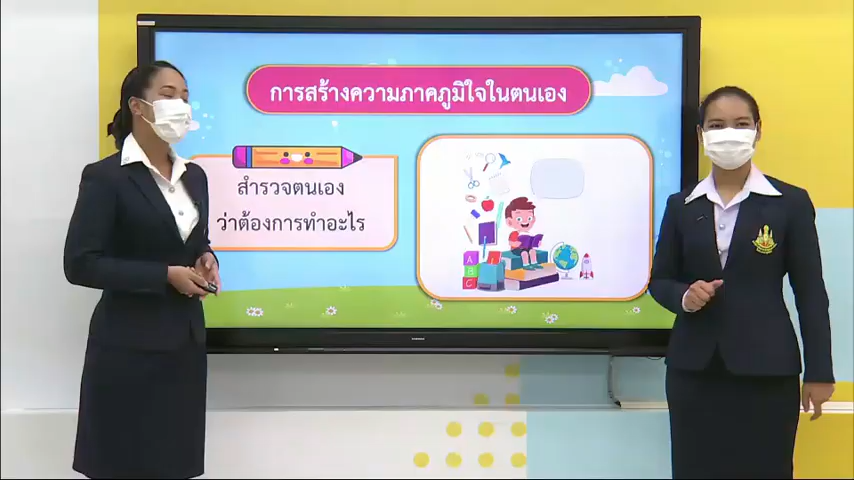 การสร้างความภาคภูมิใจในตนเอง
สำรวจตนเอง
ว่าต้องการทำอะไร
A
B
C